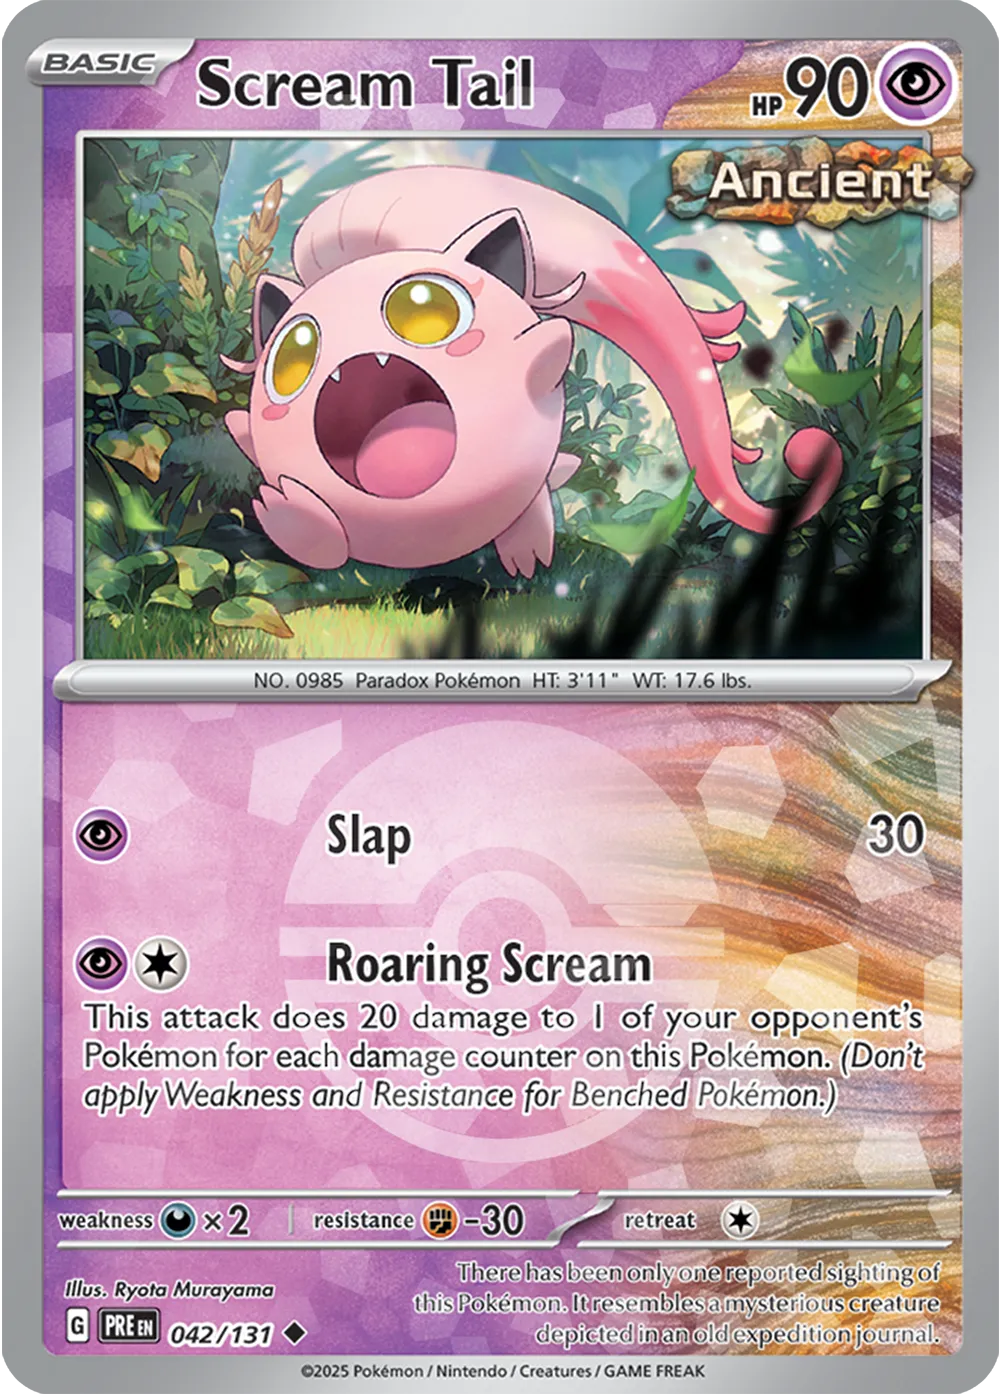 BASIC
Scream Tail
HP 90
Ancient
NO. 0985 Paradox Pokémon HT: 3'11" WT: 17.6 lbs.
Slap 30
Roaring Scream
This attack does 20 damage to 1 of your opponent's
Pokémon for each damage counter on this Pokémon. (Don't
apply Weakness and Resistance for Benched Pokémon.)
weakness ×2 resistance -30 retreat
Illus. Ryota Murayama
G PRE EN 042/131
There has been only one reported sighting of
this Pokémon. It resembles a mysterious creature
depicted in an old expedition journal.
©2025 Pokémon / Nintendo / Creatures / GAME FREAK